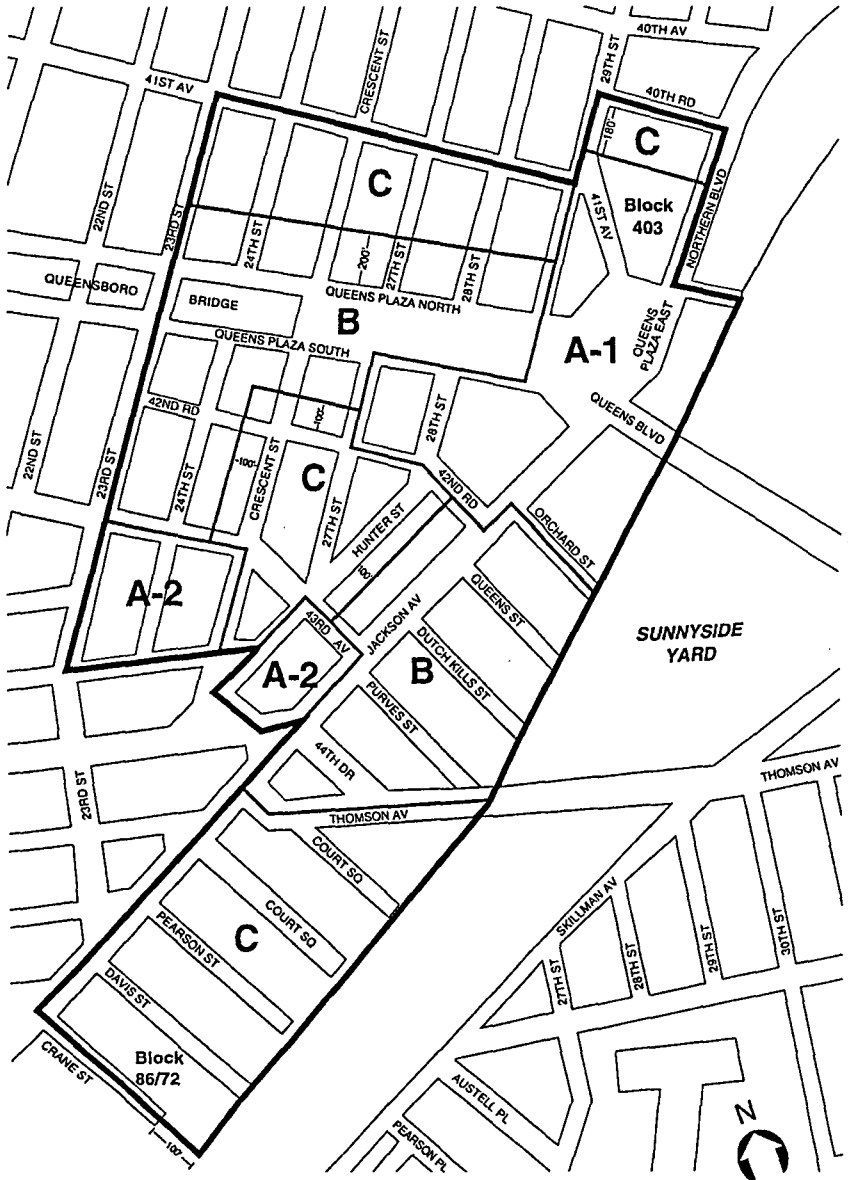 40TH AV
29TH ST
CRESCENT ST
41ST AV
40TH RD
-180'-
C
C
Block
403
22ND ST
23RD ST
24TH ST
-200'-
27TH ST
28TH ST
41ST AV
NORTHERN BLVD
QUEENSBORO
BRIDGE
QUEENS PLAZA NORTH
B
QUEENS PLAZA SOUTH
A-1
QUEENS
PLAZA EAST
QUEENS BLVD
42ND RD
-100'-
28TH ST
22ND ST
23RD ST
24TH ST
-100'-
CRESCENT ST
C
27TH ST
42ND RD
HUNTER ST
ORCHARD ST
100'
A-2
43RD AV
JACKSON AV
QUEENS ST
SUNNYSIDE
YARD
A-2
B
DUTCH KILLS ST
PURVES ST
44TH DR
23RD ST
THOMSON AV
THOMSON AV
COURT SQ
COURT SQ
C
PEARSON ST
SKILLMAN AV
27TH ST
28TH ST
29TH ST
30TH ST
DAVIS ST
Block
86/72
CRANE ST
-100'-
AUSTELL PL
PEARSON PL
N